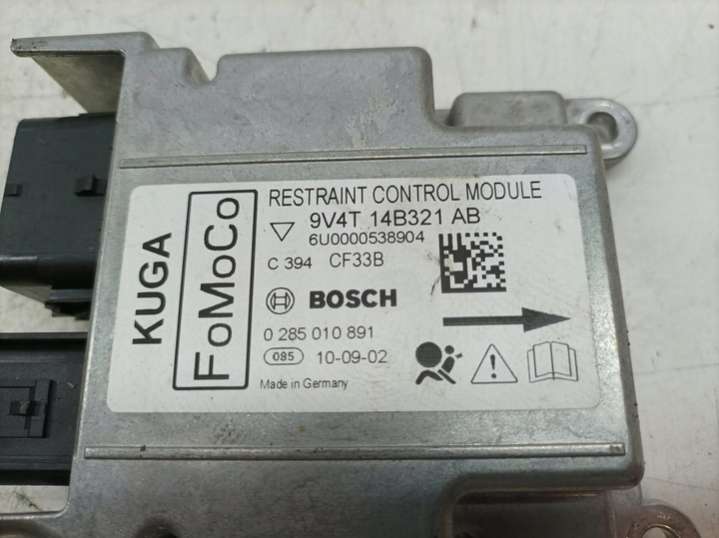 KUGA
FoMoCo
RESTRAINT CONTROL MODULE
9V4T 14B321 AB
6U0000538904
C 394 CF33B
BOSCH
0 285 010 891
095 10-09-02
Made in Germany